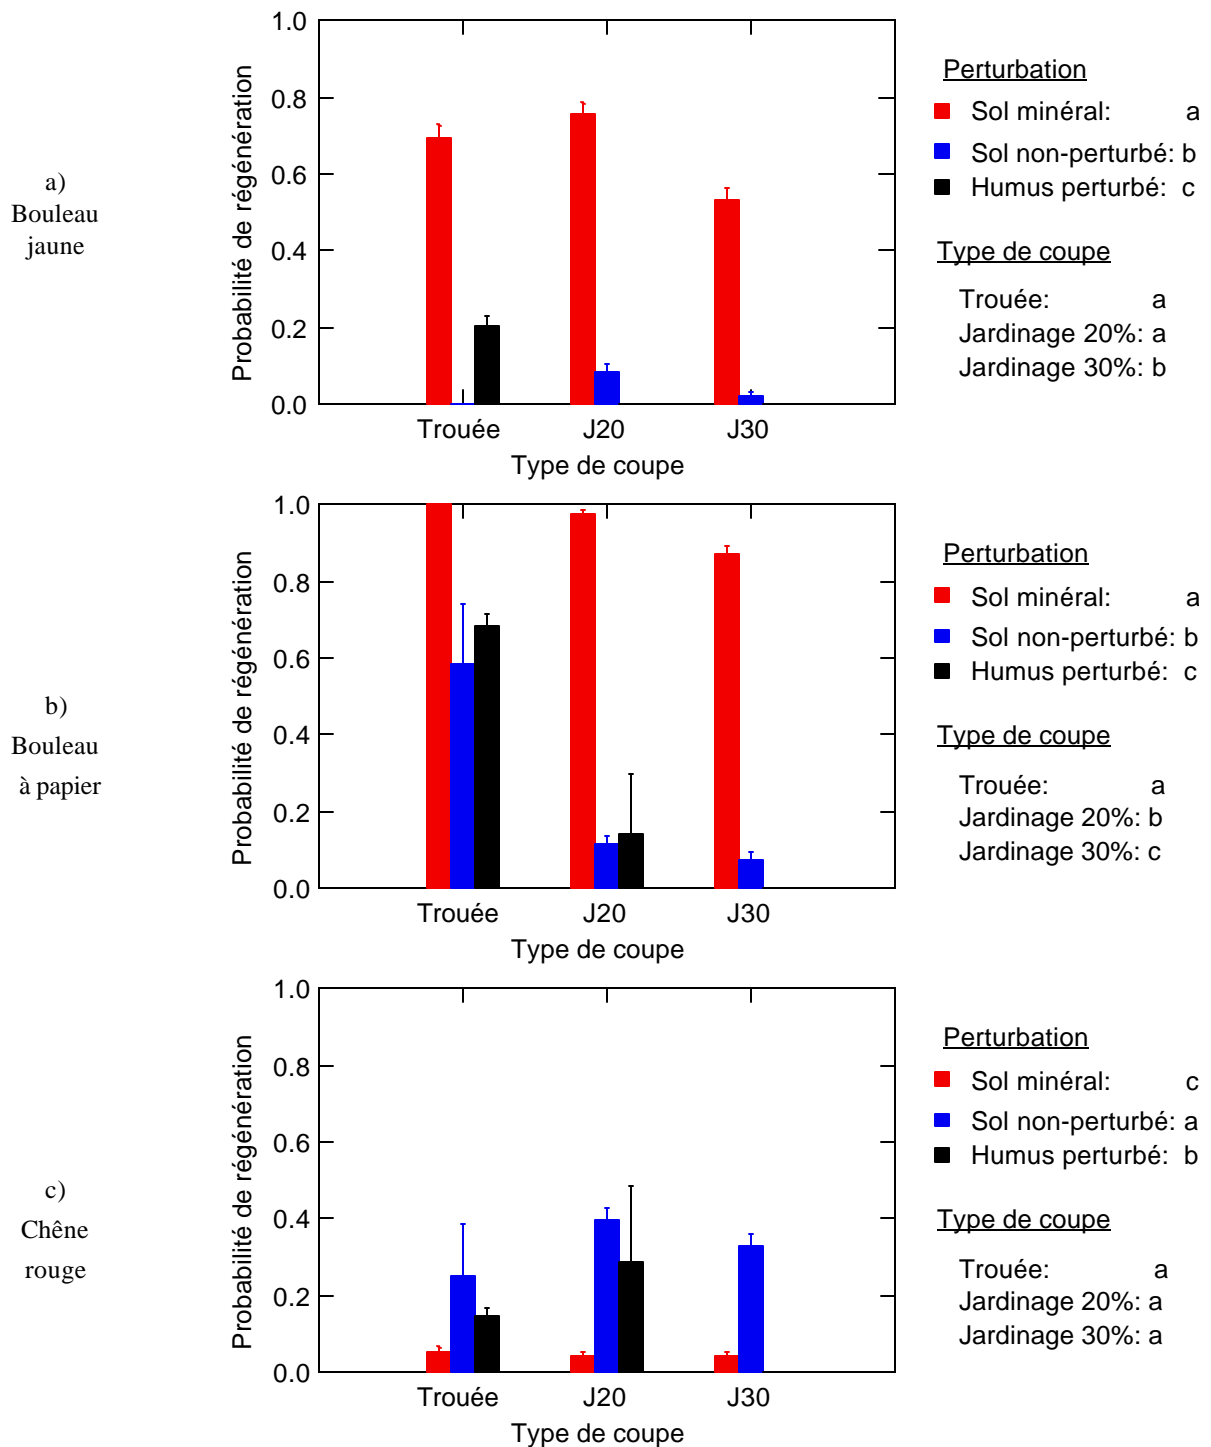 a)
Bouleau
jaune
Probabilité de régénération
1.0
0.8
0.6
0.4
0.2
0.0
Trouée J20 J30
Type de coupe
Perturbation
Sol minéral: a
Sol non-perturbé: b
Humus perturbé: c
Type de coupe
Trouée: a
Jardinage 20%: a
Jardinage 30%: b
b)
Bouleau
à papier
Probabilité de régénération
1.0
0.8
0.6
0.4
0.2
0.0
Trouée J20 J30
Type de coupe
Perturbation
Sol minéral: a
Sol non-perturbé: b
Humus perturbé: c
Type de coupe
Trouée: a
Jardinage 20%: b
Jardinage 30%: c
c)
Chêne
rouge
Probabilité de régénération
1.0
0.8
0.6
0.4
0.2
0.0
Trouée J20 J30
Type de coupe
Perturbation
Sol minéral: c
Sol non-perturbé: a
Humus perturbé: b
Type de coupe
Trouée: a
Jardinage 20%: a
Jardinage 30%: a